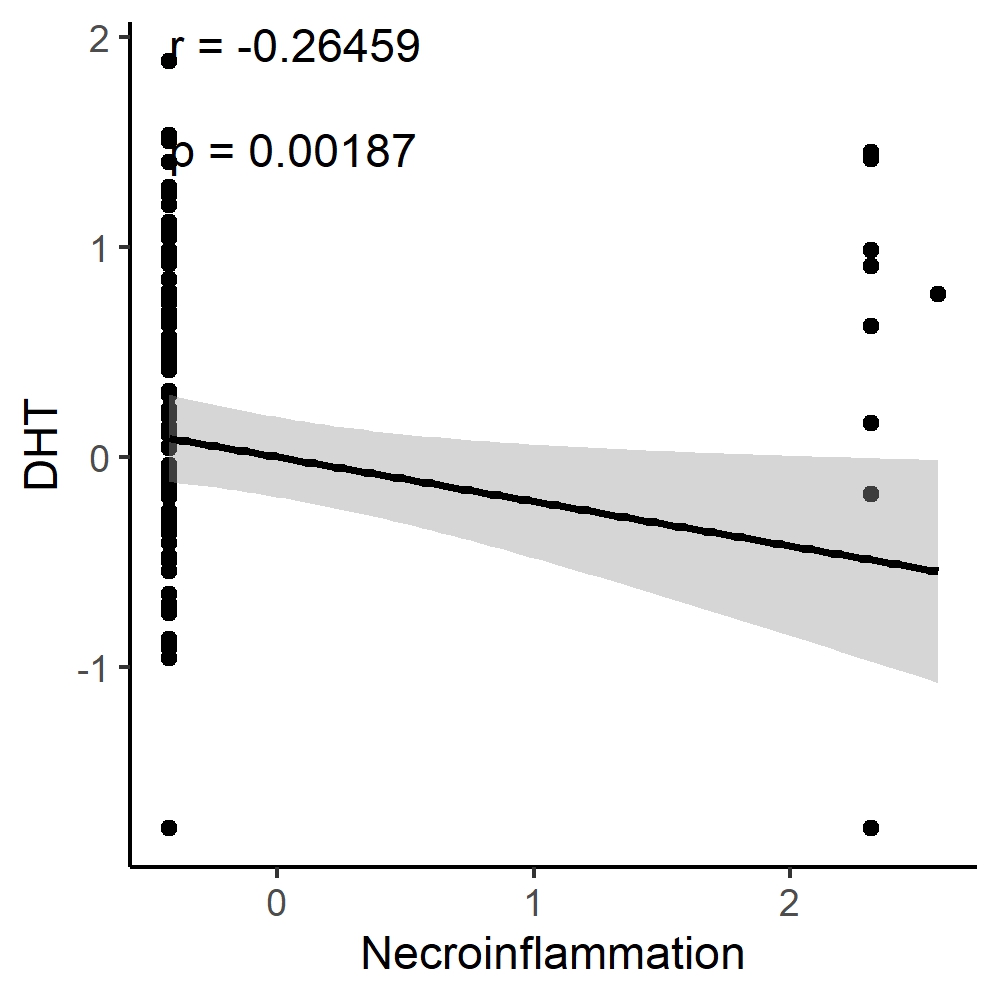 r = -0.26459
p = 0.00187
2
1
0
-1
DHT
0 1 2
Necroinflammation